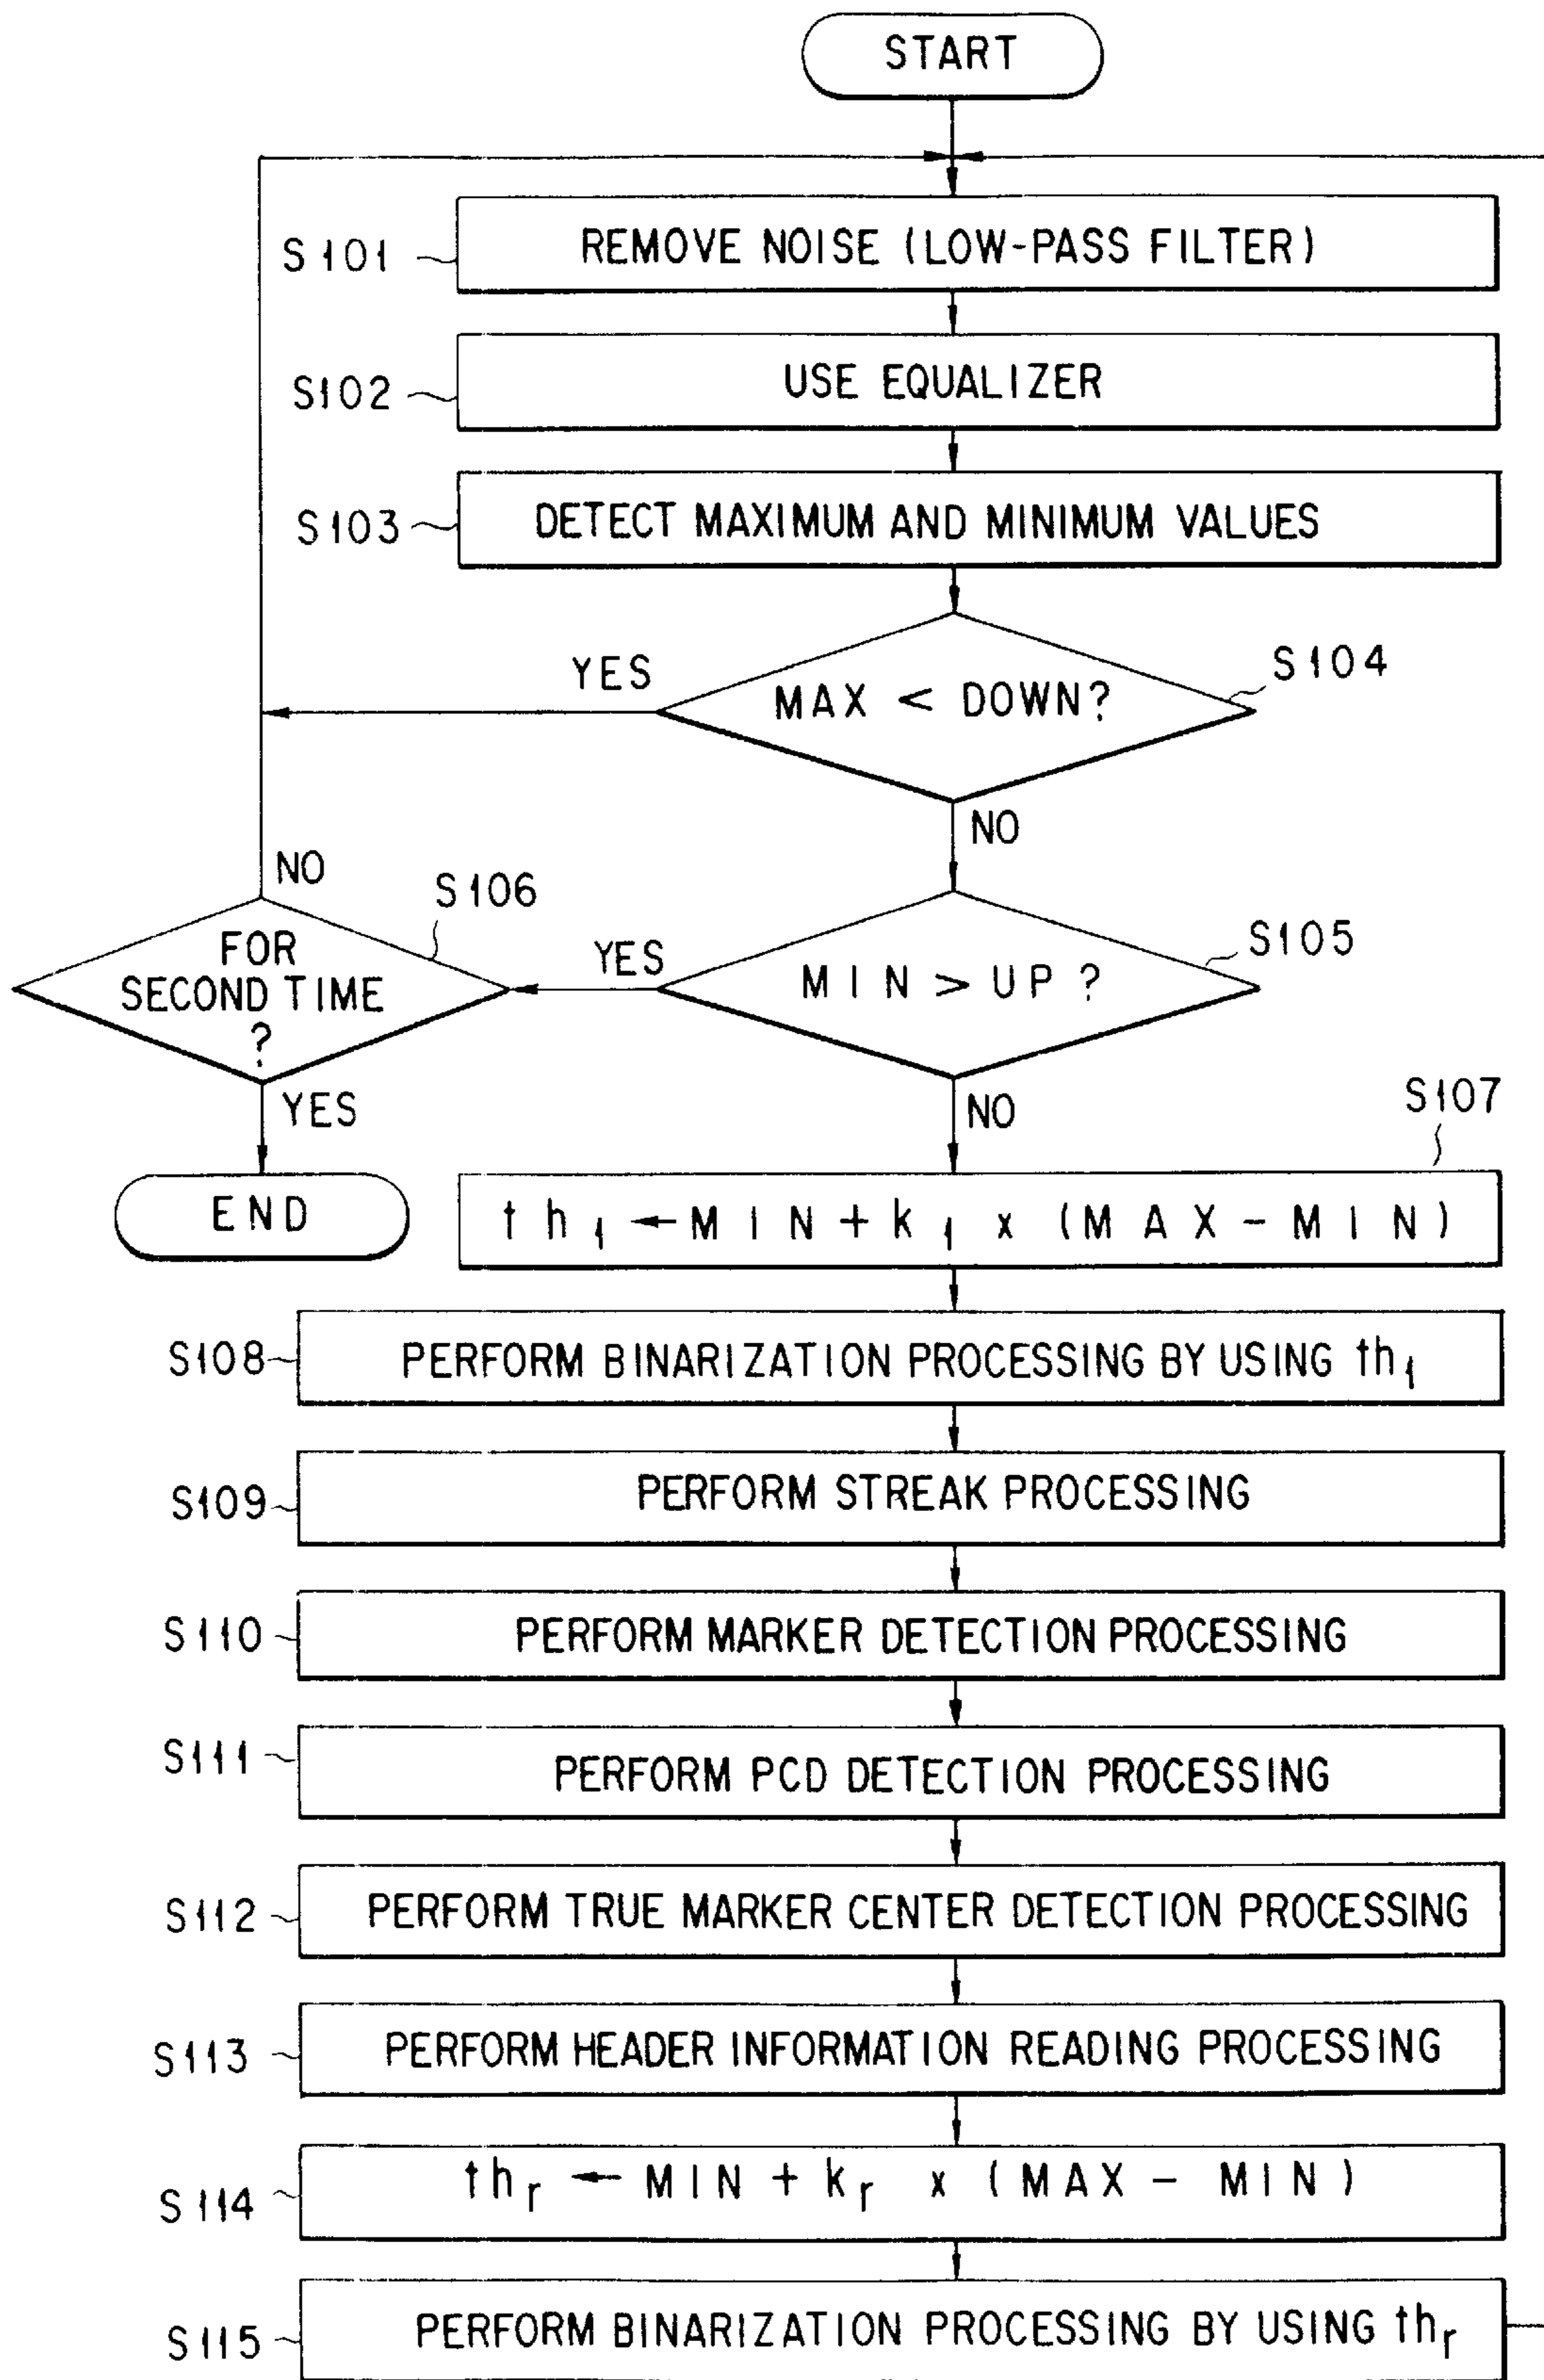 START
S101
REMOVE NOISE (LOW-PASS FILTER)
S102
USE EQUALIZER
S103
DETECT MAXIMUM AND MINIMUM VALUES
YES
MAX < DOWN?
S104
NO
NO
S106
FOR
SECOND TIME
?
YES
MIN > UP ?
S105
YES
NO
S107
END
th1 ← MIN + k1 x (MAX - MIN)
S108
PERFORM BINARIZATION PROCESSING BY USING th1
S109
PERFORM STREAK PROCESSING
S110
PERFORM MARKER DETECTION PROCESSING
S111
PERFORM PCD DETECTION PROCESSING
S112
PERFORM TRUE MARKER CENTER DETECTION PROCESSING
S113
PERFORM HEADER INFORMATION READING PROCESSING
S114
thr ← MIN + kr x (MAX - MIN)
S115
PERFORM BINARIZATION PROCESSING BY USING thr